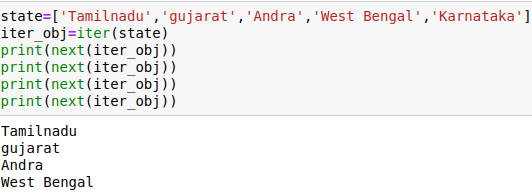 state=['Tamilnadu','gujarat','Andra','West Bengal','Karnataka']
iter_obj=iter(state)
print(next(iter_obj))
print(next(iter_obj))
print(next(iter_obj))
print(next(iter_obj))
Tamilnadu
gujarat
Andra
West Bengal